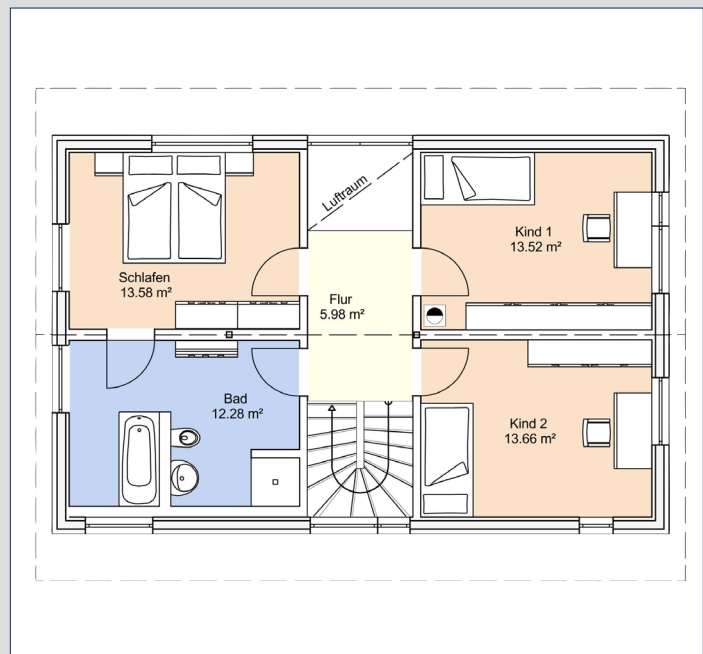 Luftraum
Kind 1
13.52 m²
Schlafen
13.58 m²
Flur
5.98 m²
Bad
12.28 m²
Kind 2
13.66 m²